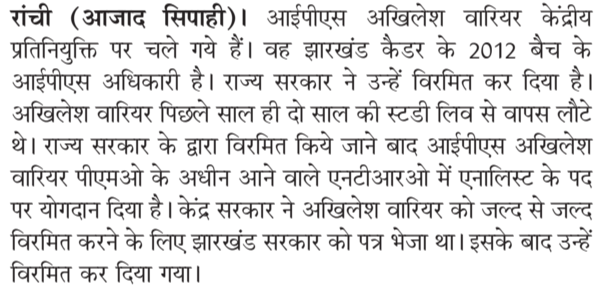 रांची (आजाद सिपाही)। आईपीएस अखिलेश वारियर केंद्रीय
प्रतिनियुक्ति पर चले गये हैं। वह झारखंड कैडर के 2012 बैच के
आईपीएस अधिकारी है। राज्य सरकार ने उन्हें विरमित कर दिया है।
अखिलेश वारियर पिछले साल ही दो साल की स्टडी लिव से वापस लौटे
थे। राज्य सरकार के द्वारा विरमित किये जाने बाद आईपीएस अखिलेश
वारियर पीएमओ के अधीन आने वाले एनटीआरओ में एनालिस्ट के पद
पर योगदान दिया है। केंद्र सरकार ने अखिलेश वारियर को जल्द से जल्द
विरमित करने के लिए झारखंड सरकार को पत्र भेजा था। इसके बाद उन्हें
विरमित कर दिया गया।